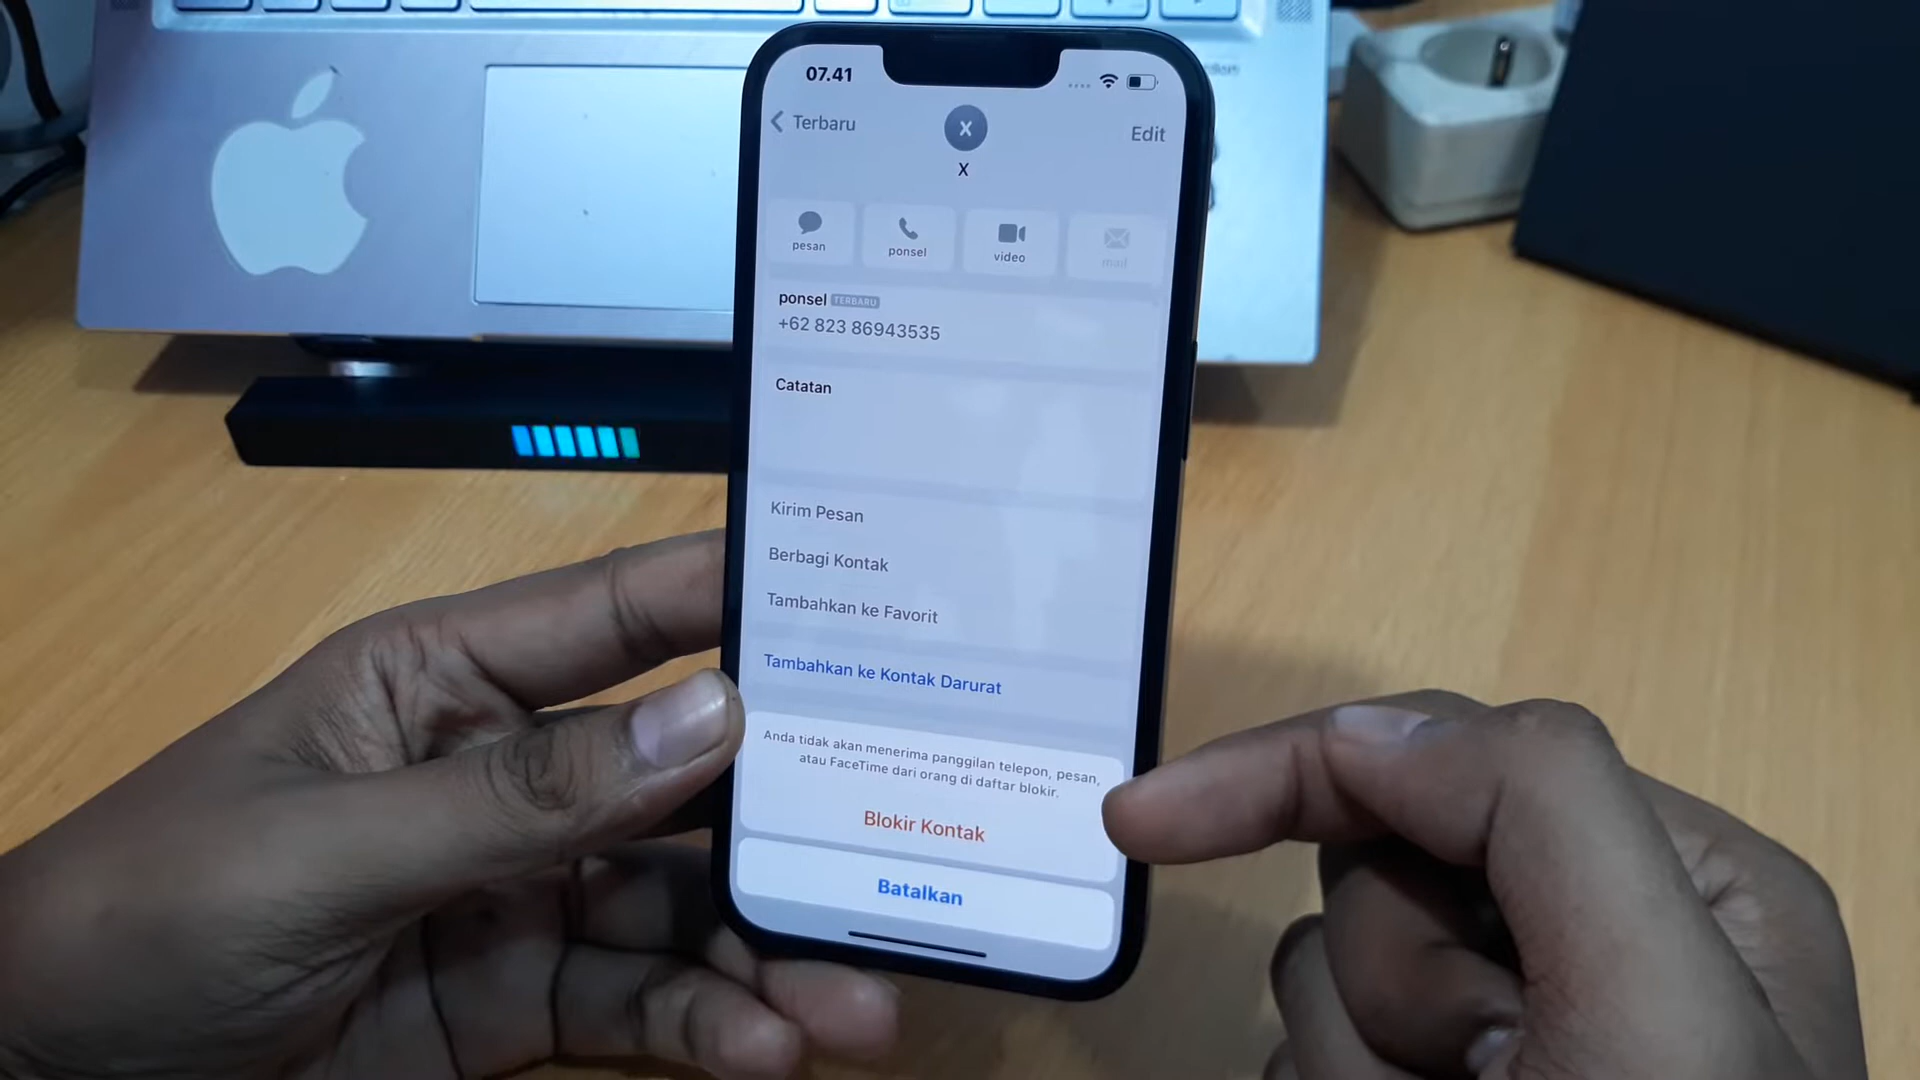 07.41
Terbaru
X
Edit
X
pesan
ponsel
video
mail
ponsel TERBARU
+62 823 86943535
Catatan
Kirim Pesan
Berbagi Kontak
Tambahkan ke Favorit
Tambahkan ke Kontak Darurat
Anda tidak akan menerima panggilan telepon, pesan,
atau FaceTime dari orang di daftar blokir.
Blokir Kontak
Batalkan